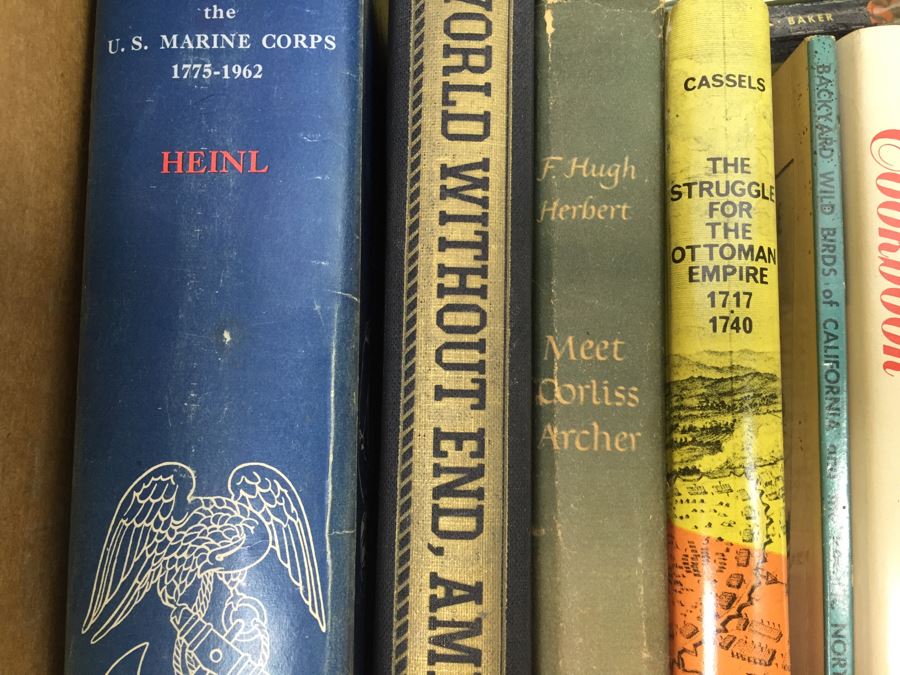 the
U. S. MARINE CORPS
1775-1962
HEINL
WORLD WITHOUT END, AM
F. Hugh
Herbert
Meet
Corliss
Archer
CASSELS
THE
STRUGGLE
FOR
THE
OTTOMAN
EMPIRE
1717
1740
BAKER
BACKYARD WILD BIRDS of CALIFORNIA
Cookbook